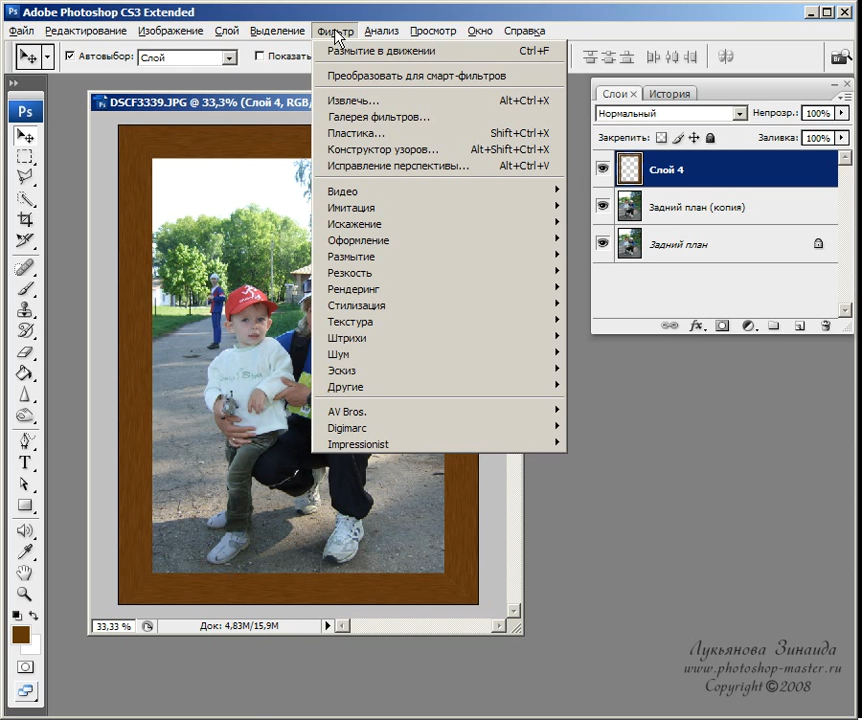 Adobe Photoshop CS3 Extended
Файл Редактирование Изображение Слой Выделение Фильтр Анализ Просмотр Окно Справка
Автовыбор: Слой Показать
Ps
DSCF3339.JPG @ 33,3% (Слой 4, RGB/
Размытие в движении Ctrl+F
Преобразовать для смарт-фильтров
Извлечь... Alt+Ctrl+X
Галерея фильтров...
Пластика... Shift+Ctrl+X
Конструктор узоров... Alt+Shift+Ctrl+X
Исправление перспективы... Alt+Ctrl+V
Видео
Имитация
Искажение
Оформление
Размытие
Резкость
Рендеринг
Стилизация
Текстура
Штрихи
Шум
Эскиз
Другие
AV Bros.
Digimarc
Impressionist
Слои История
Нормальный Непрозр.: 100%
Закрепить: Заливка: 100%
Слой 4
Задний план (копия)
Задний план
33,33 % Док: 4,83M/15,9M
Лукьянова Зинаида
www.photoshop-master.ru
Copyright ©2008